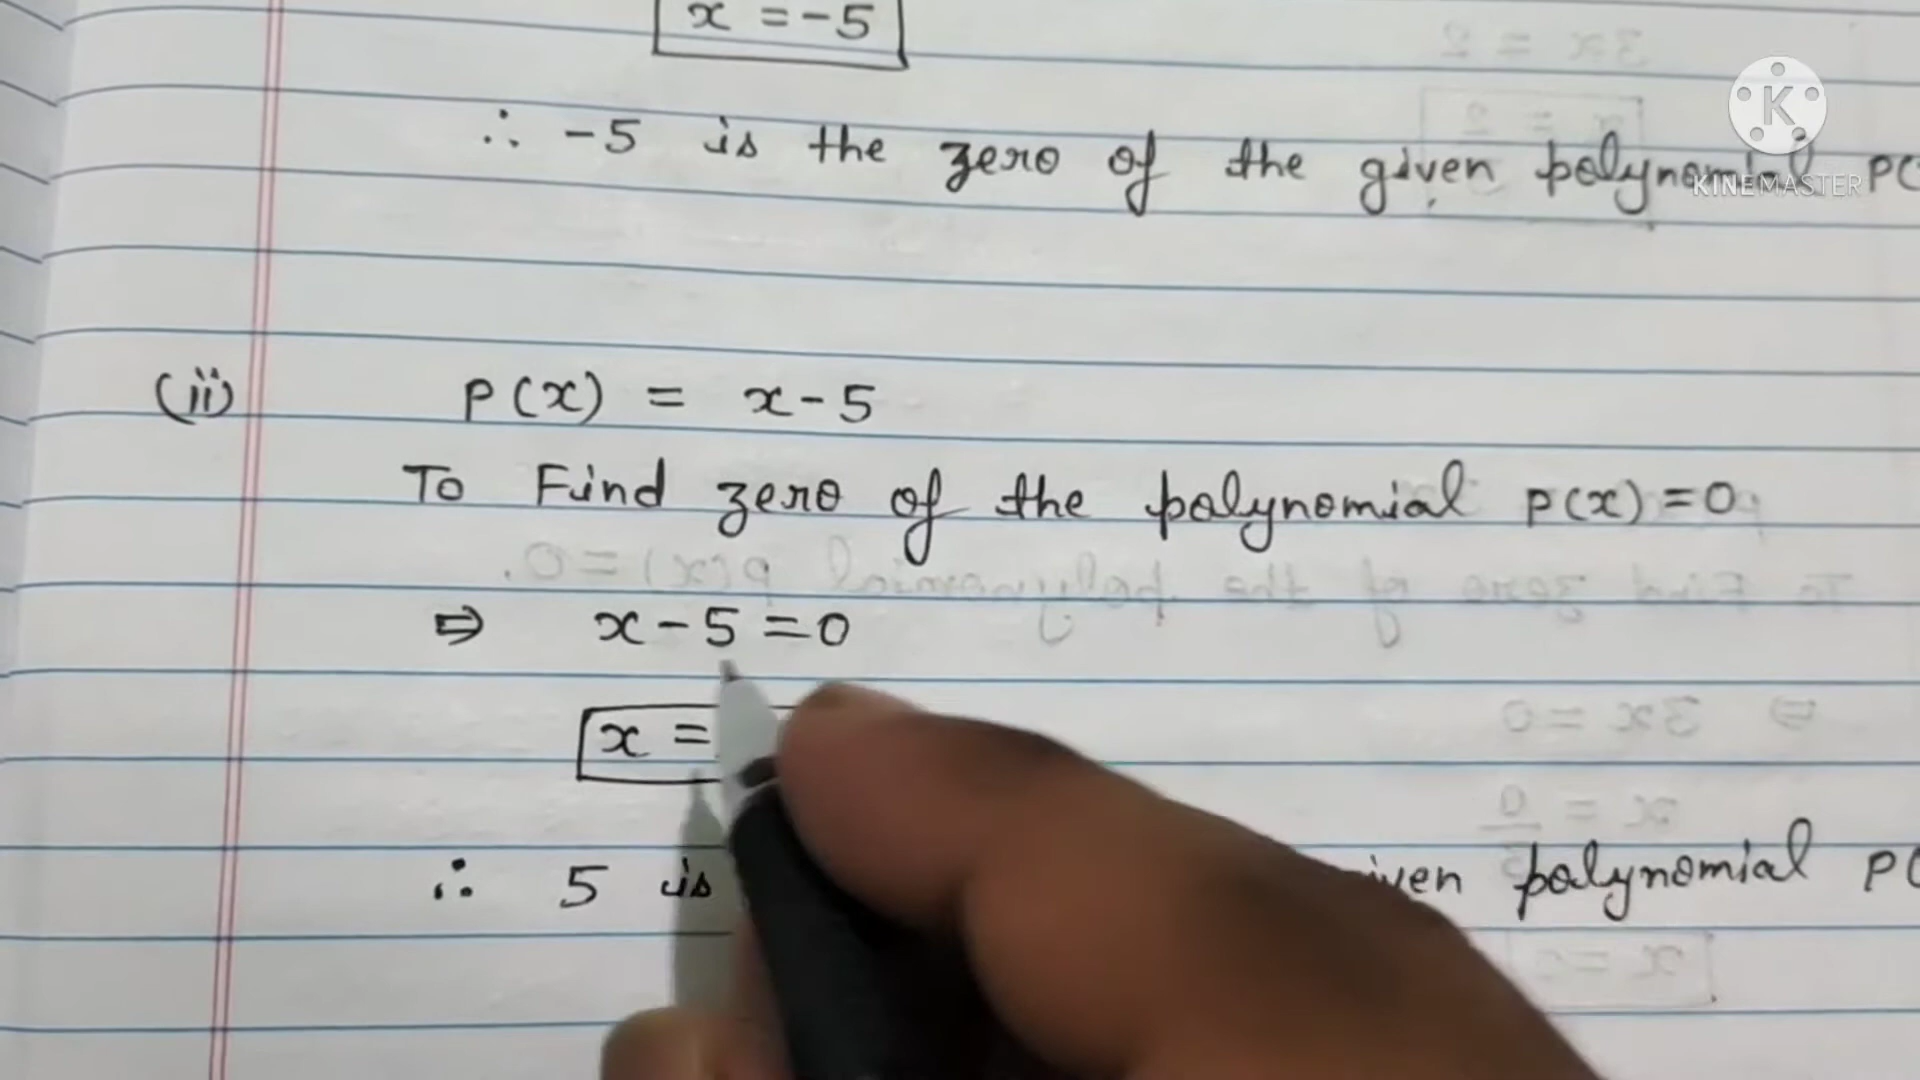 x = -5
∴ -5 is the zero of the given polynomial P(
K
KINEMASTER
(ii) P(x) = x - 5
To Find zero of the polynomial P(x) = 0
⇒ x - 5 = 0
x =
∴ 5 is given polynomial P(